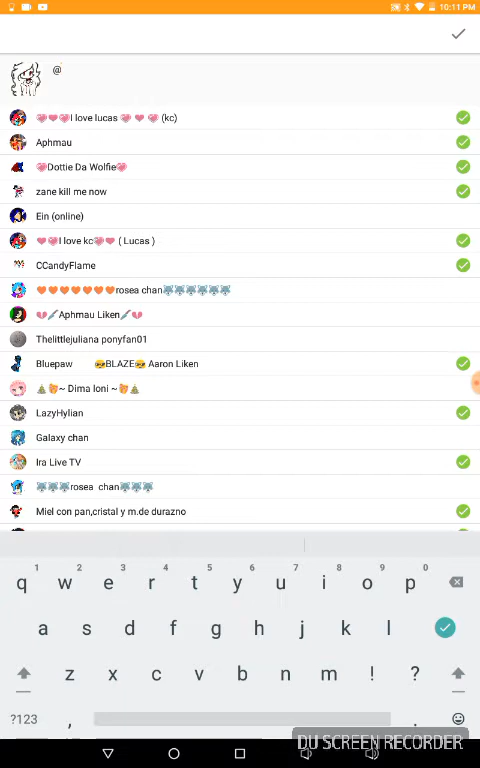 10:11 PM
@
💖❤💖I love lucas 💖 ❤ 💖 (kc)
Aphmau
💖Dottie Da Wolfie💖
zane kill me now
Ein (online)
❤💖I love kc💖❤ ( Lucas )
CCandyFlame
🧡🧡🧡🧡🧡🧡🧡rosea chan🐺🐺🐺🐺🐺🐺
💔🗡Aphmau Liken🗡💔
Thelittlejuliana ponyfan01
Bluepaw 😎BLAZE😎 Aaron Liken
🎄🐻~ Dima loni ~🐻🎄
LazyHylian
Galaxy chan
Ira Live TV
🐺🐺🐺rosea chan🐺🐺🐺
Miel con pan,cristal y m.de durazno
1 2 3 4 5 6 7 8 9 0
q w e r t y u i o p
a s d f g h j k l
z x c v b n m ! ?
?123 , .
DU SCREEN RECORDER